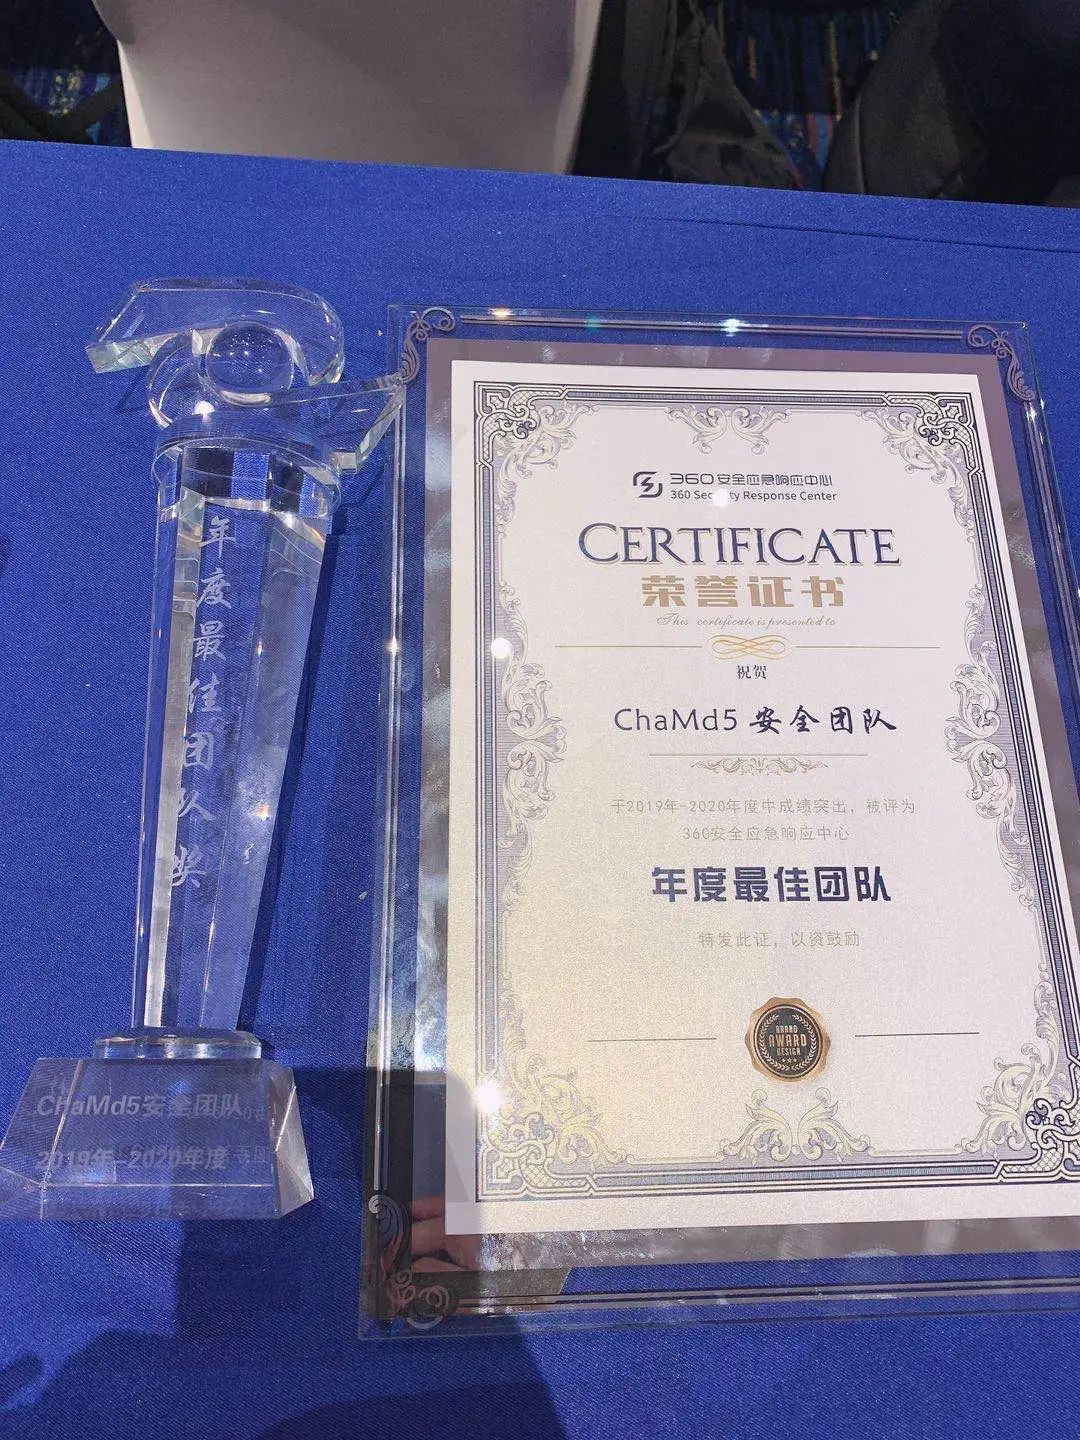 年度最佳团队奖
ChaMd5安全团队
2019年-2020年度
360安全应急响应中心
360 Security Response Center
CERTIFICATE
荣誉证书
This certificate is presented to
祝贺
ChaMd5 安全团队
于2019年-2020年度中成绩突出，被评为
360安全应急响应中心
年度最佳团队
特发此证，以资鼓励
BRAND
AWARD
DESIGN